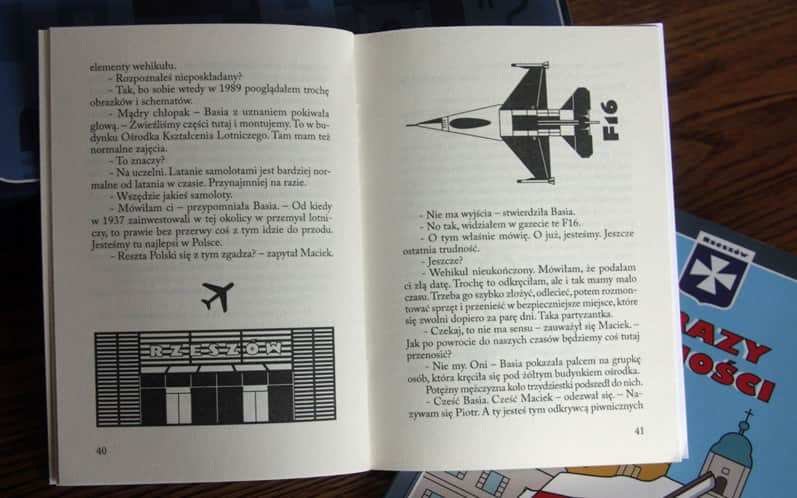 elementy wehikułu.
- Rozpoznałeś nieposkładany?
- Tak, bo sobie wtedy w 1989 pooglądałem trochę
obrazków i schematów.
- Mądry chłopak – Basia z uznaniem pokiwała
głową. – Zwieźliśmy części tutaj i montujemy. To w bu-
dynku Ośrodka Kształcenia Lotniczego. Tam mam też
normalne zajęcia.
- To znaczy?
- Na uczelni. Latanie samolotami jest bardziej nor-
malne od latania w czasie. Przynajmniej na razie.
- Wszędzie jakieś samoloty.
- Mówiłam ci – przypomniała Basia. – Od kiedy
w 1937 zainwestowali w tej okolicy w przemysł lotni-
czy, to prawie bez przerwy coś z tym idzie do przodu.
Jesteśmy tu najlepsi w Polsce.
- Reszta Polski się z tym zgadza? – zapytał Maciek.
RZESZÓW
40
F16
- Nie ma wyjścia – stwierdziła Basia.
- No tak, widziałem w gazecie te F16.
- O tym właśnie mówię. O już, jesteśmy. Jeszcze
ostatnia trudność.
- Jeszcze?
- Wehikuł nieukończony. Mówiłam, że podałam
ci złą datę. Trochę to odkręciłam, ale i tak mamy mało
czasu. Trzeba go szybko złożyć, odlecieć, potem rozmon-
tować sprzęt i przenieść w bezpieczniejsze miejsce, które
się zwolni dopiero za parę dni. Taka partyzantka.
- Czekaj, to nie ma sensu – zauważył się Maciek. –
Jak po powrocie do naszych czasów będziemy coś tutaj
przenosić?
- Nie my. Oni – Basia pokazała palcem na grupkę
osób, która kręciła się pod żółtym budynkiem ośrodka.
Potężny mężczyzna koło trzydziestki podszedł do nich.
- Cześć Basia. Cześć Maciek – odezwał się. – Na-
zywam się Piotr. A ty jesteś tym odkrywcą piwnicznych
41
Rzeszów